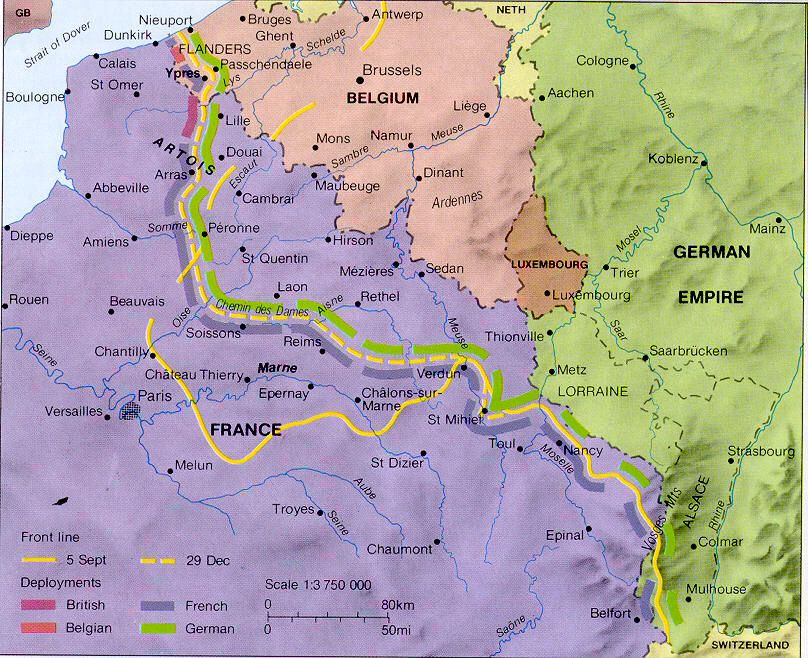 GB
NETH
Nieuport
Bruges
Antwerp
Strait of Dover
Dunkirk
Ghent
Schelde
FLANDERS
Cologne
Calais
Passchendaele
Ypres
Lys
Brussels
Rhine
St Omer
Boulogne
BELGIUM
Aachen
Liège
Lille
Mons
Namur
Meuse
ARTOIS
Douai
Sambre
Koblenz
Arras
Escaut
Dinant
Maubeuge
Abbeville
Cambrai
Ardennes
Mosel
Dieppe
Somme
Péronne
Mainz
Amiens
Hirson
GERMAN
St Quentin
LUXEMBOURG
Mézières
Sedan
Trier
Rouen
Beauvais
Laon
Rethel
Luxembourg
EMPIRE
Chemin des Dames
Aisne
Oise
Soissons
Meuse
Thionville
Saar
Seine
Reims
Chantilly
Saarbrücken
Château Thierry
Marne
Verdun
Metz
Paris
Epernay
Châlons-sur-
Marne
LORRAINE
Versailles
St Mihiel
FRANCE
Toul
Nancy
Moselle
Strasbourg
Melun
St Dizier
Aube
ALSACE
Rhine
Troyes
Seine
Vosges Mts
Epinal
Front line
Chaumont
Colmar
5 Sept
29 Dec
Deployments
Scale 1:3 750 000
Mulhouse
British
French
0
80km
Belgian
German
0
50mi
Saône
Belfort
SWITZERLAND